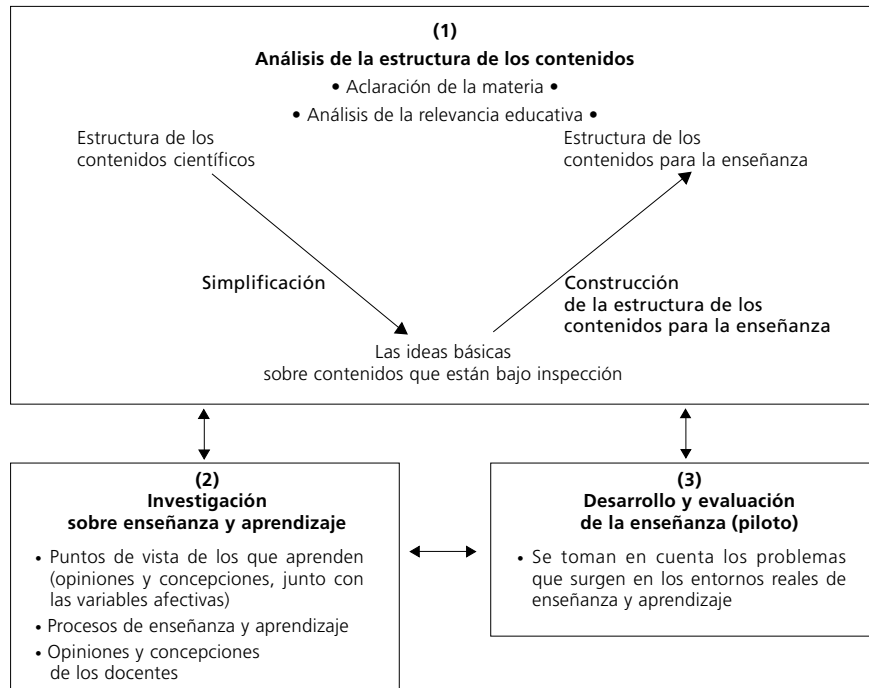 (1)
Análisis de la estructura de los contenidos
• Aclaración de la materia •
• Análisis de la relevancia educativa •
Estructura de los
contenidos científicos
Estructura de los
contenidos para la enseñanza
Simplificación
Construcción
de la estructura de los
contenidos para la enseñanza
Las ideas básicas
sobre contenidos que están bajo inspección
(2)
Investigación
sobre enseñanza y aprendizaje
• Puntos de vista de los que aprenden
(opiniones y concepciones, junto con
las variables afectivas)
• Procesos de enseñanza y aprendizaje
• Opiniones y concepciones
de los docentes
(3)
Desarrollo y evaluación
de la enseñanza (piloto)
• Se toman en cuenta los problemas
que surgen en los entornos reales de
enseñanza y aprendizaje